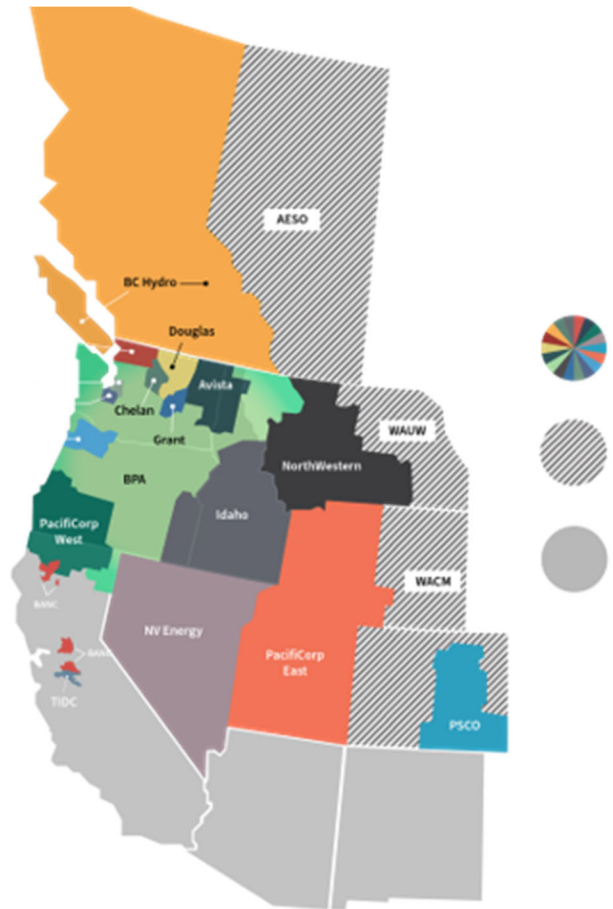 AESO
BC Hydro
Douglas
Avista
Chelan
Grant
WAUW
NorthWestern
BPA
Idaho
PacifiCorp
West
WACM
BANC
NV Energy
BANC
PacifiCorp
East
TIDC
PSCO